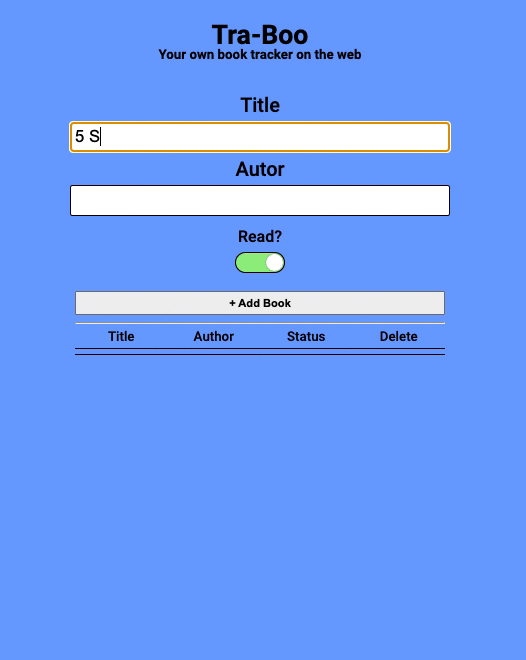 Tra-Boo
Your own book tracker on the web
Title
5 S
Autor
Read?
+ Add Book
Title Author Status Delete